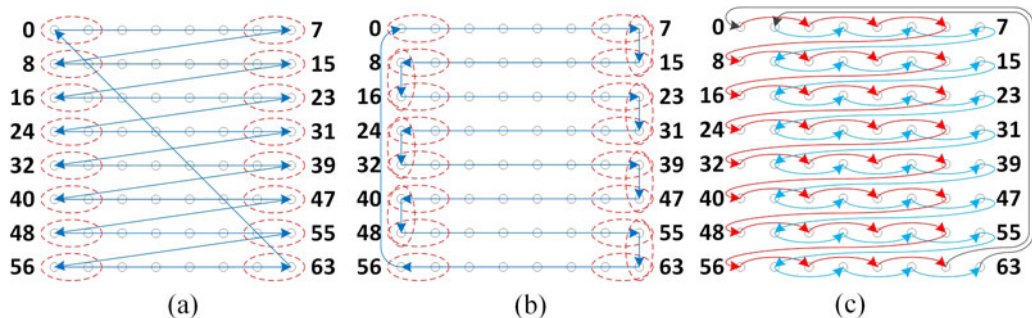 0 7 0 7 0 7
8 15 8 15 8 15
16 23 16 23 16 23
24 31 24 31 24 31
32 39 32 39 32 39
40 47 40 47 40 47
48 55 48 55 48 55
56 63 56 63 56 63
(a) (b) (c)